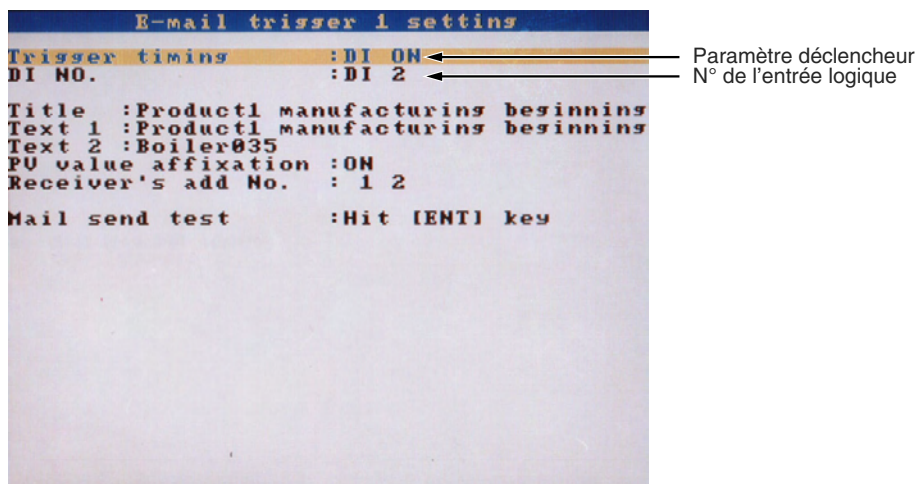 E-mail trigger 1 setting
Trigger timing :DI ON
Paramètre déclencheur
DI NO. :DI 2
N° de l'entrée logique
Title :Product1 manufacturing beginning
Text 1 :Product1 manufacturing beginning
Text 2 :Boiler035
PV value affixation :ON
Receiver's add No. : 1 2
Mail send test :Hit [ENT] key